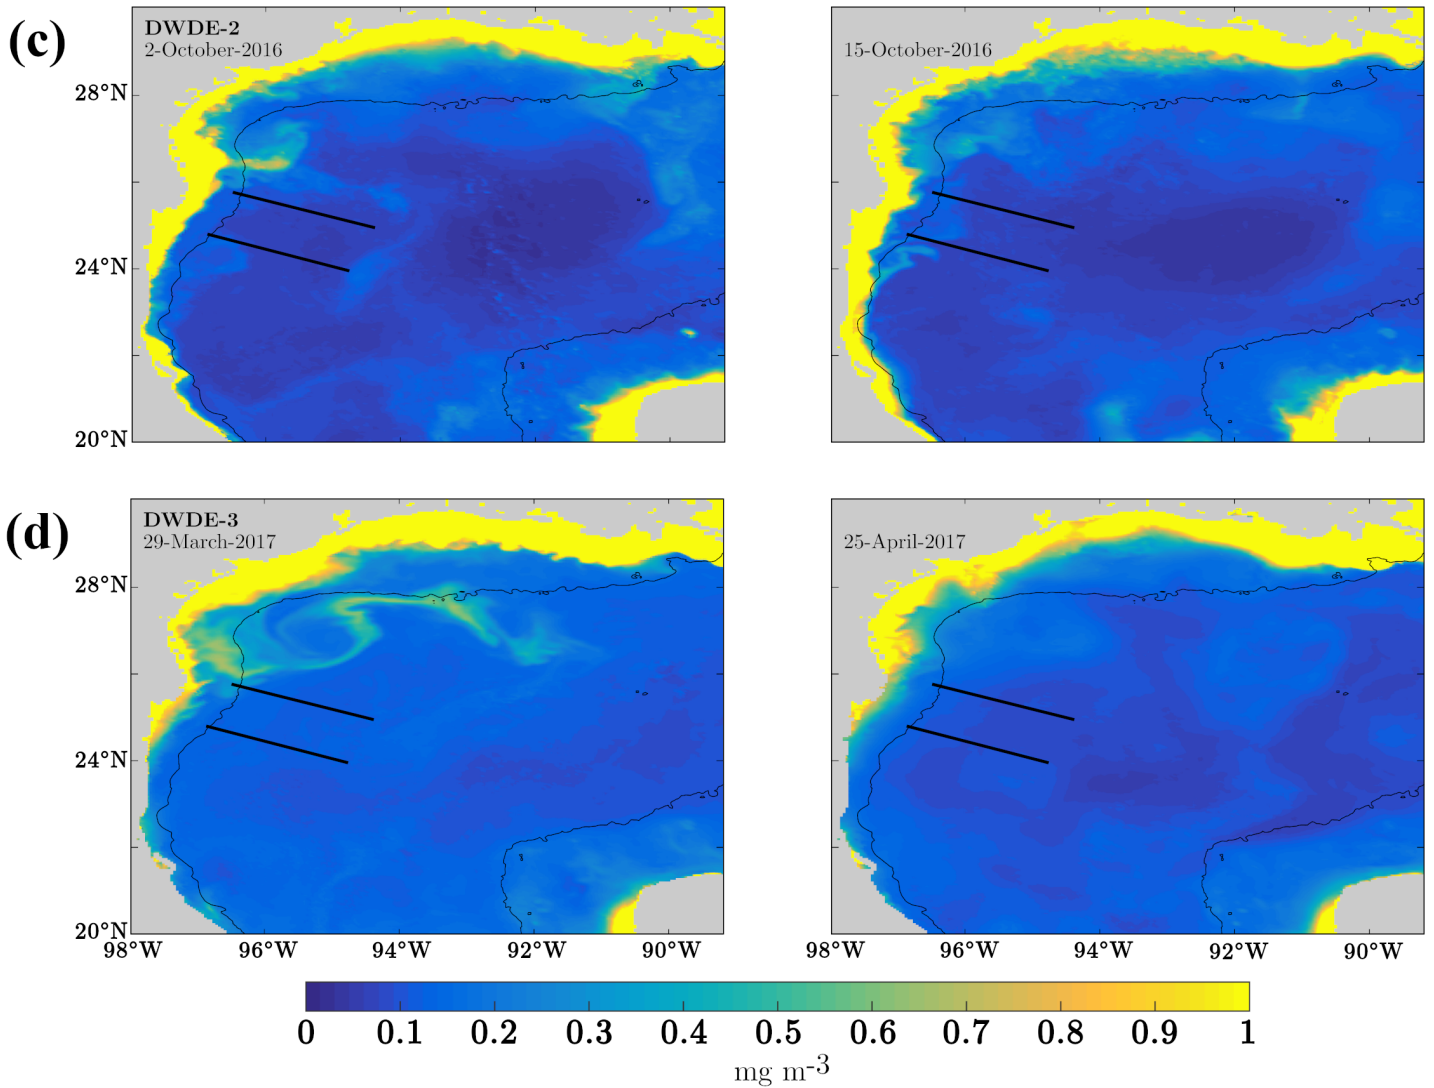 (c)
DWDE-2
2-October-2016
15-October-2016
28°N
24°N
20°N
(d)
DWDE-3
29-March-2017
25-April-2017
28°N
24°N
20°N
98°W 96°W 94°W 92°W 90°W
98°W 96°W 94°W 92°W 90°W
0 0.1 0.2 0.3 0.4 0.5 0.6 0.7 0.8 0.9 1
mg m-3